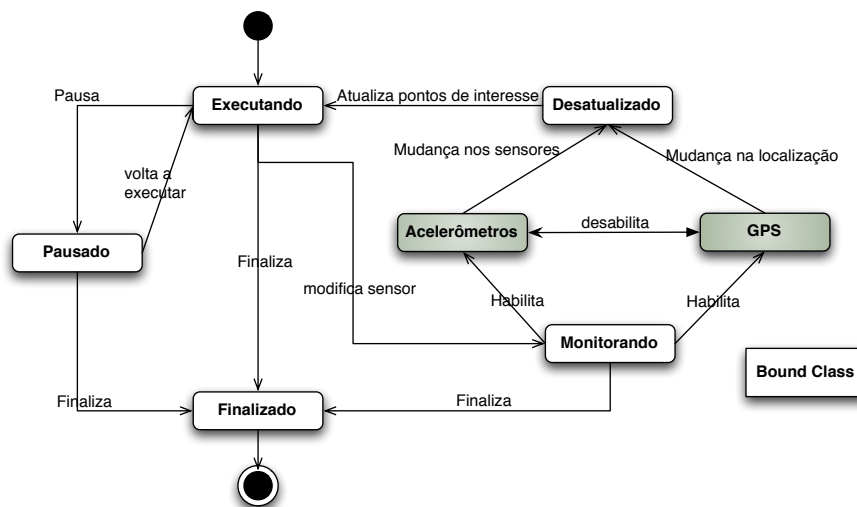 Pausa
Executando
Atualiza pontos de interesse
Desatualizado
volta a
executar
Mudança nos sensores
Mudança na localização
Pausado
Acelerômetros
desabilita
GPS
Finaliza
modifica sensor
Habilita
Habilita
Monitorando
Bound Class
Finaliza
Finalizado
Finaliza